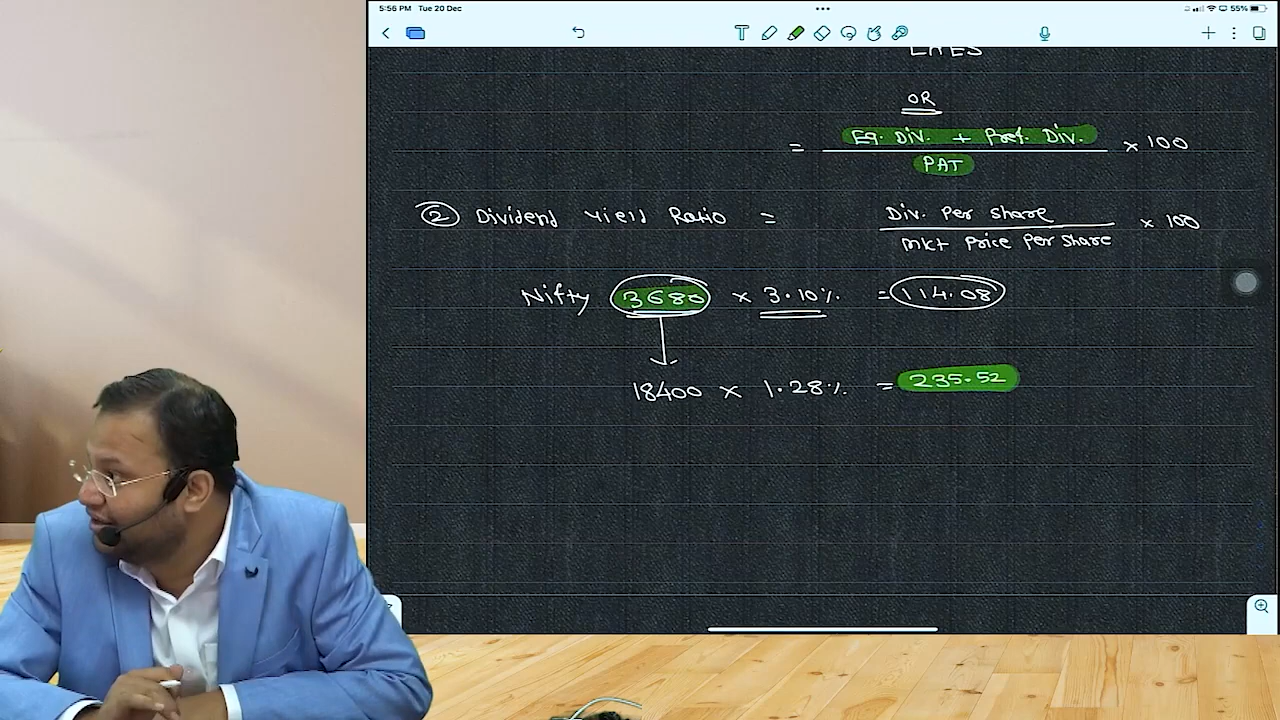 5:56 PM Tue 20 Dec
55%
OR
= Eq. Div. + Pref. Div. × 100
PAT
② Dividend Yield Ratio = Div. Per Share × 100
Mkt Price Per Share
Nifty 3680 × 3.10% = 114.08
18400 × 1.28% = 235.52